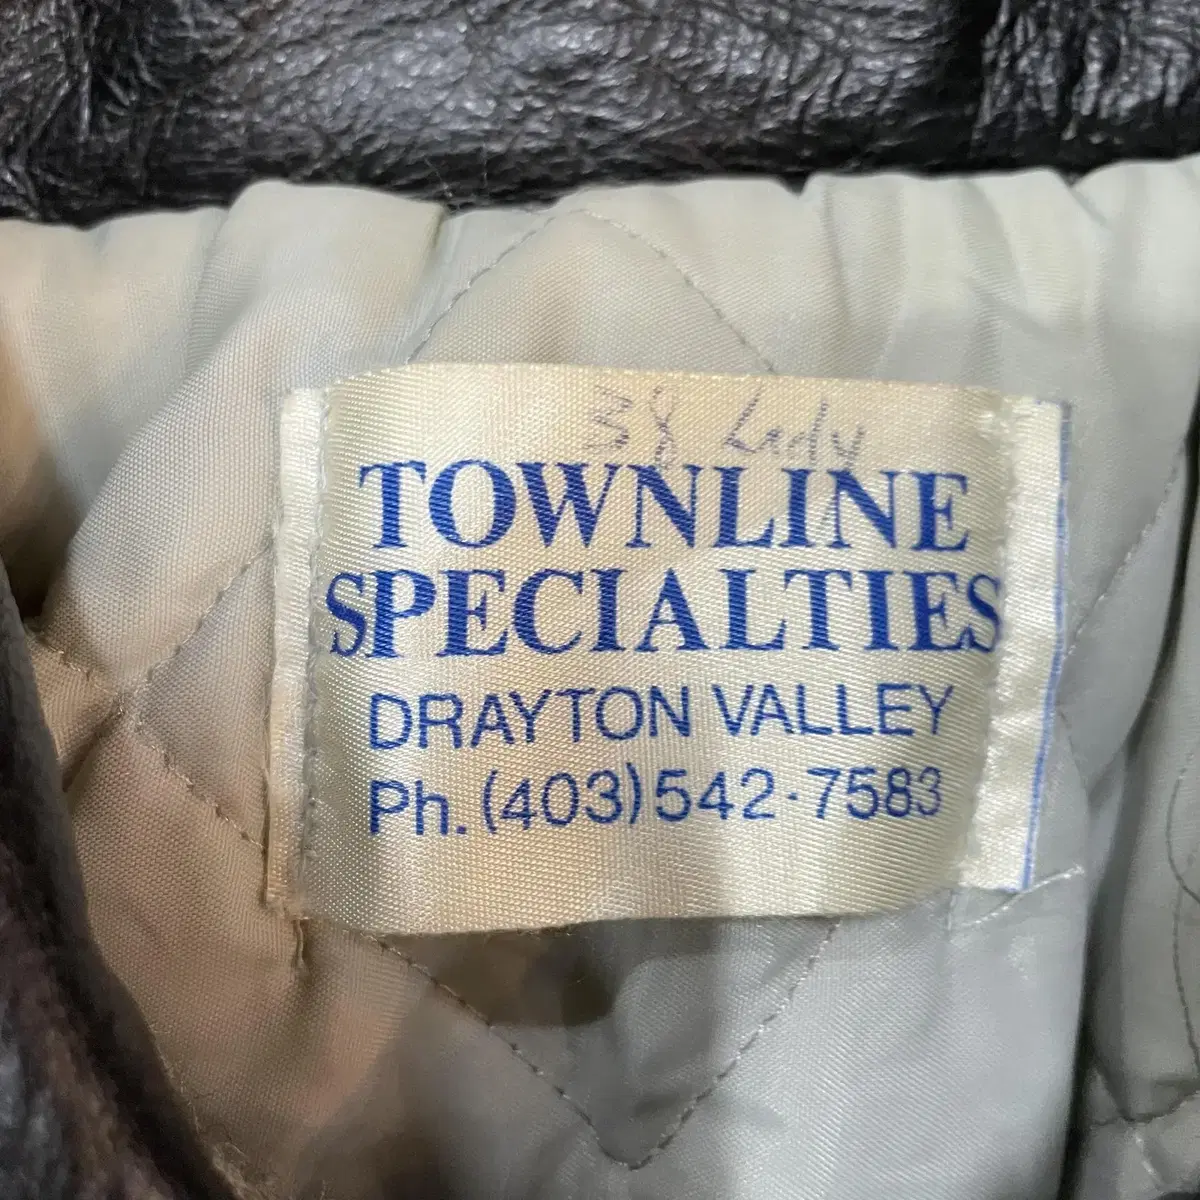 38 Lady
TOWNLINE
SPECIALTIES
DRAYTON VALLEY
Ph. (403) 542-7583